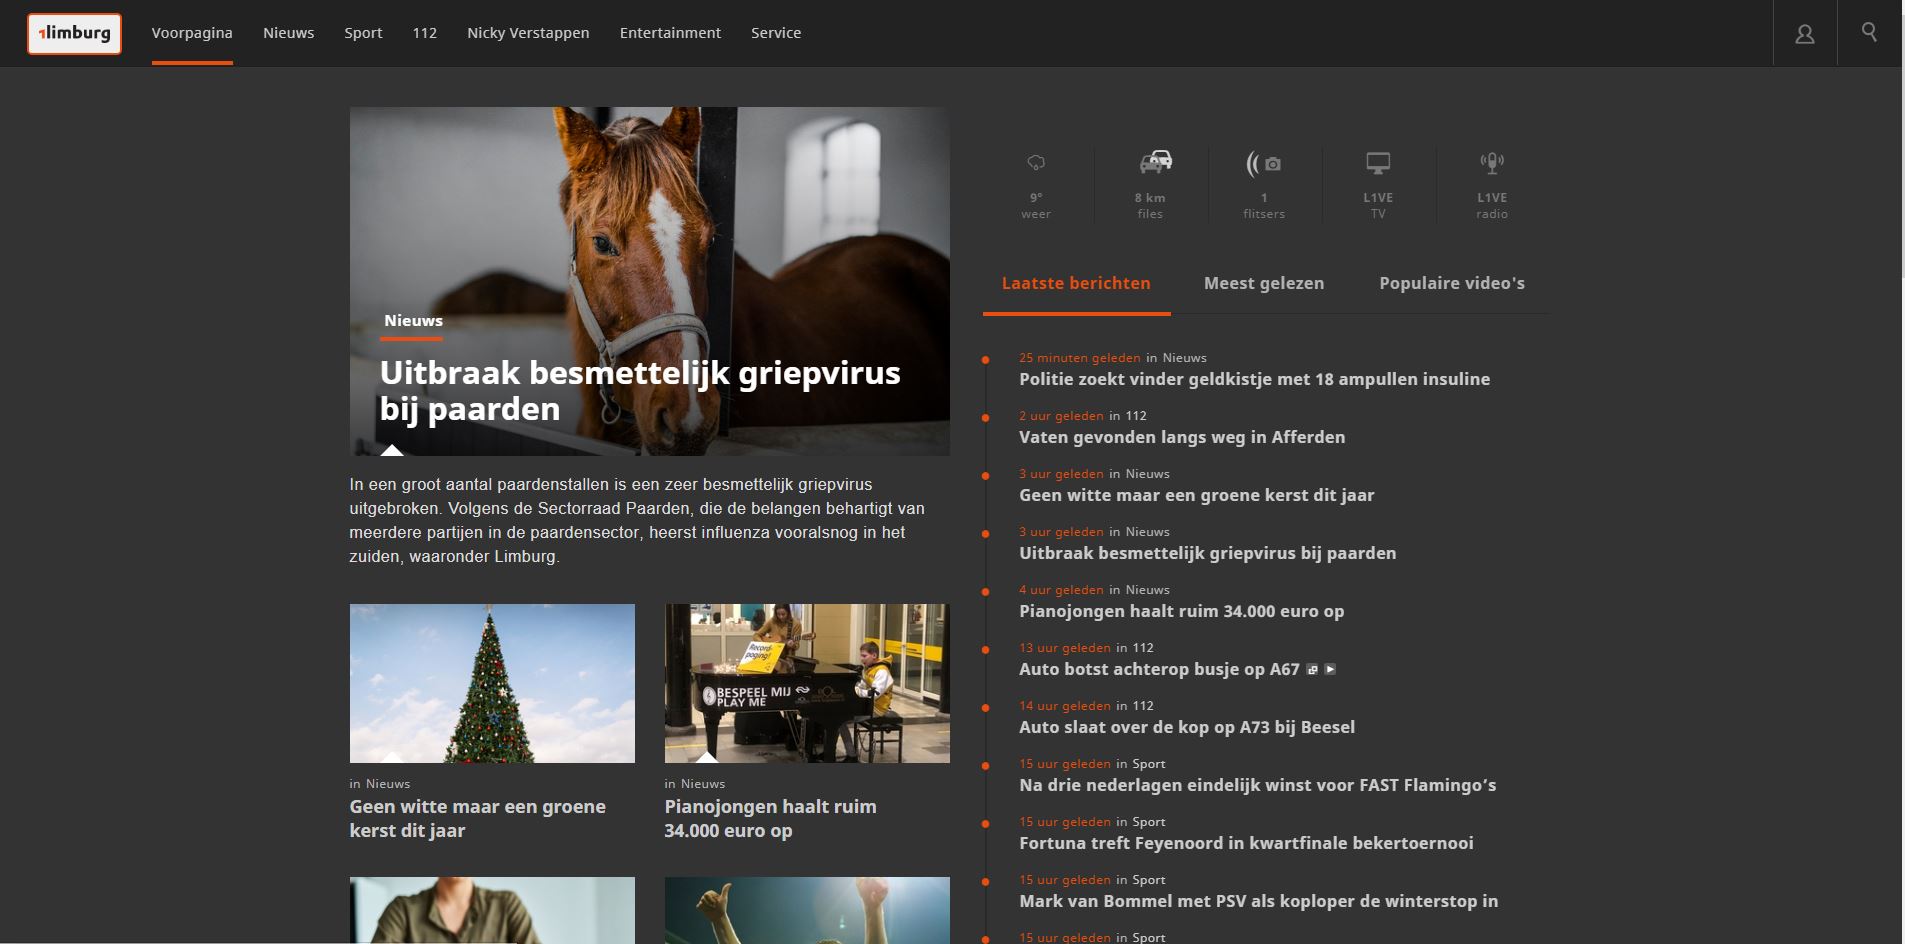 1limburg
Voorpagina
Nieuws
Sport
112
Nicky Verstappen
Entertainment
Service
Nieuws
Uitbraak besmettelijk griepvirus
bij paarden
In een groot aantal paardenstallen is een zeer besmettelijk griepvirus
uitgebroken. Volgens de Sectorraad Paarden, die de belangen behartigt van
meerdere partijen in de paardensector, heerst influenza vooralsnog in het
zuiden, waaronder Limburg.
Record-
poging!
BESPEEL MIJ
PLAY ME
in Nieuws
Geen witte maar een groene
kerst dit jaar
in Nieuws
Pianojongen haalt ruim
34.000 euro op
9°
weer
8 km
files
1
flitsers
L1VE
TV
L1VE
radio
Laatste berichten
Meest gelezen
Populaire video's
25 minuten geleden in Nieuws
Politie zoekt vinder geldkistje met 18 ampullen insuline
2 uur geleden in 112
Vaten gevonden langs weg in Afferden
3 uur geleden in Nieuws
Geen witte maar een groene kerst dit jaar
3 uur geleden in Nieuws
Uitbraak besmettelijk griepvirus bij paarden
4 uur geleden in Nieuws
Pianojongen haalt ruim 34.000 euro op
13 uur geleden in 112
Auto botst achterop busje op A67
14 uur geleden in 112
Auto slaat over de kop op A73 bij Beesel
15 uur geleden in Sport
Na drie nederlagen eindelijk winst voor FAST Flamingo’s
15 uur geleden in Sport
Fortuna treft Feyenoord in kwartfinale bekertoernooi
15 uur geleden in Sport
Mark van Bommel met PSV als koploper de winterstop in
15 uur geleden in Sport